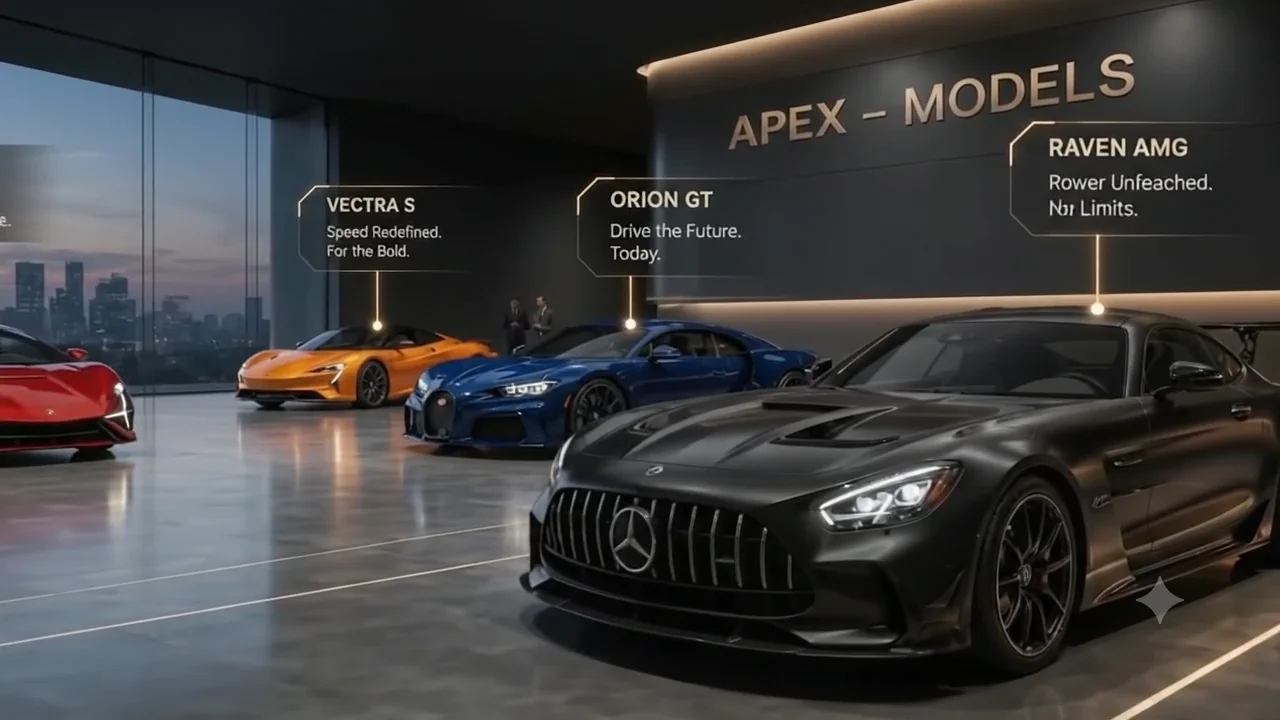 APEX – MODELS
RAVEN AMG
Rower Unfeached.
Limits.
ORION GT
Drive the Future.
Today.
VECTRA S
Speed Redefined.
For the Bold.
e.